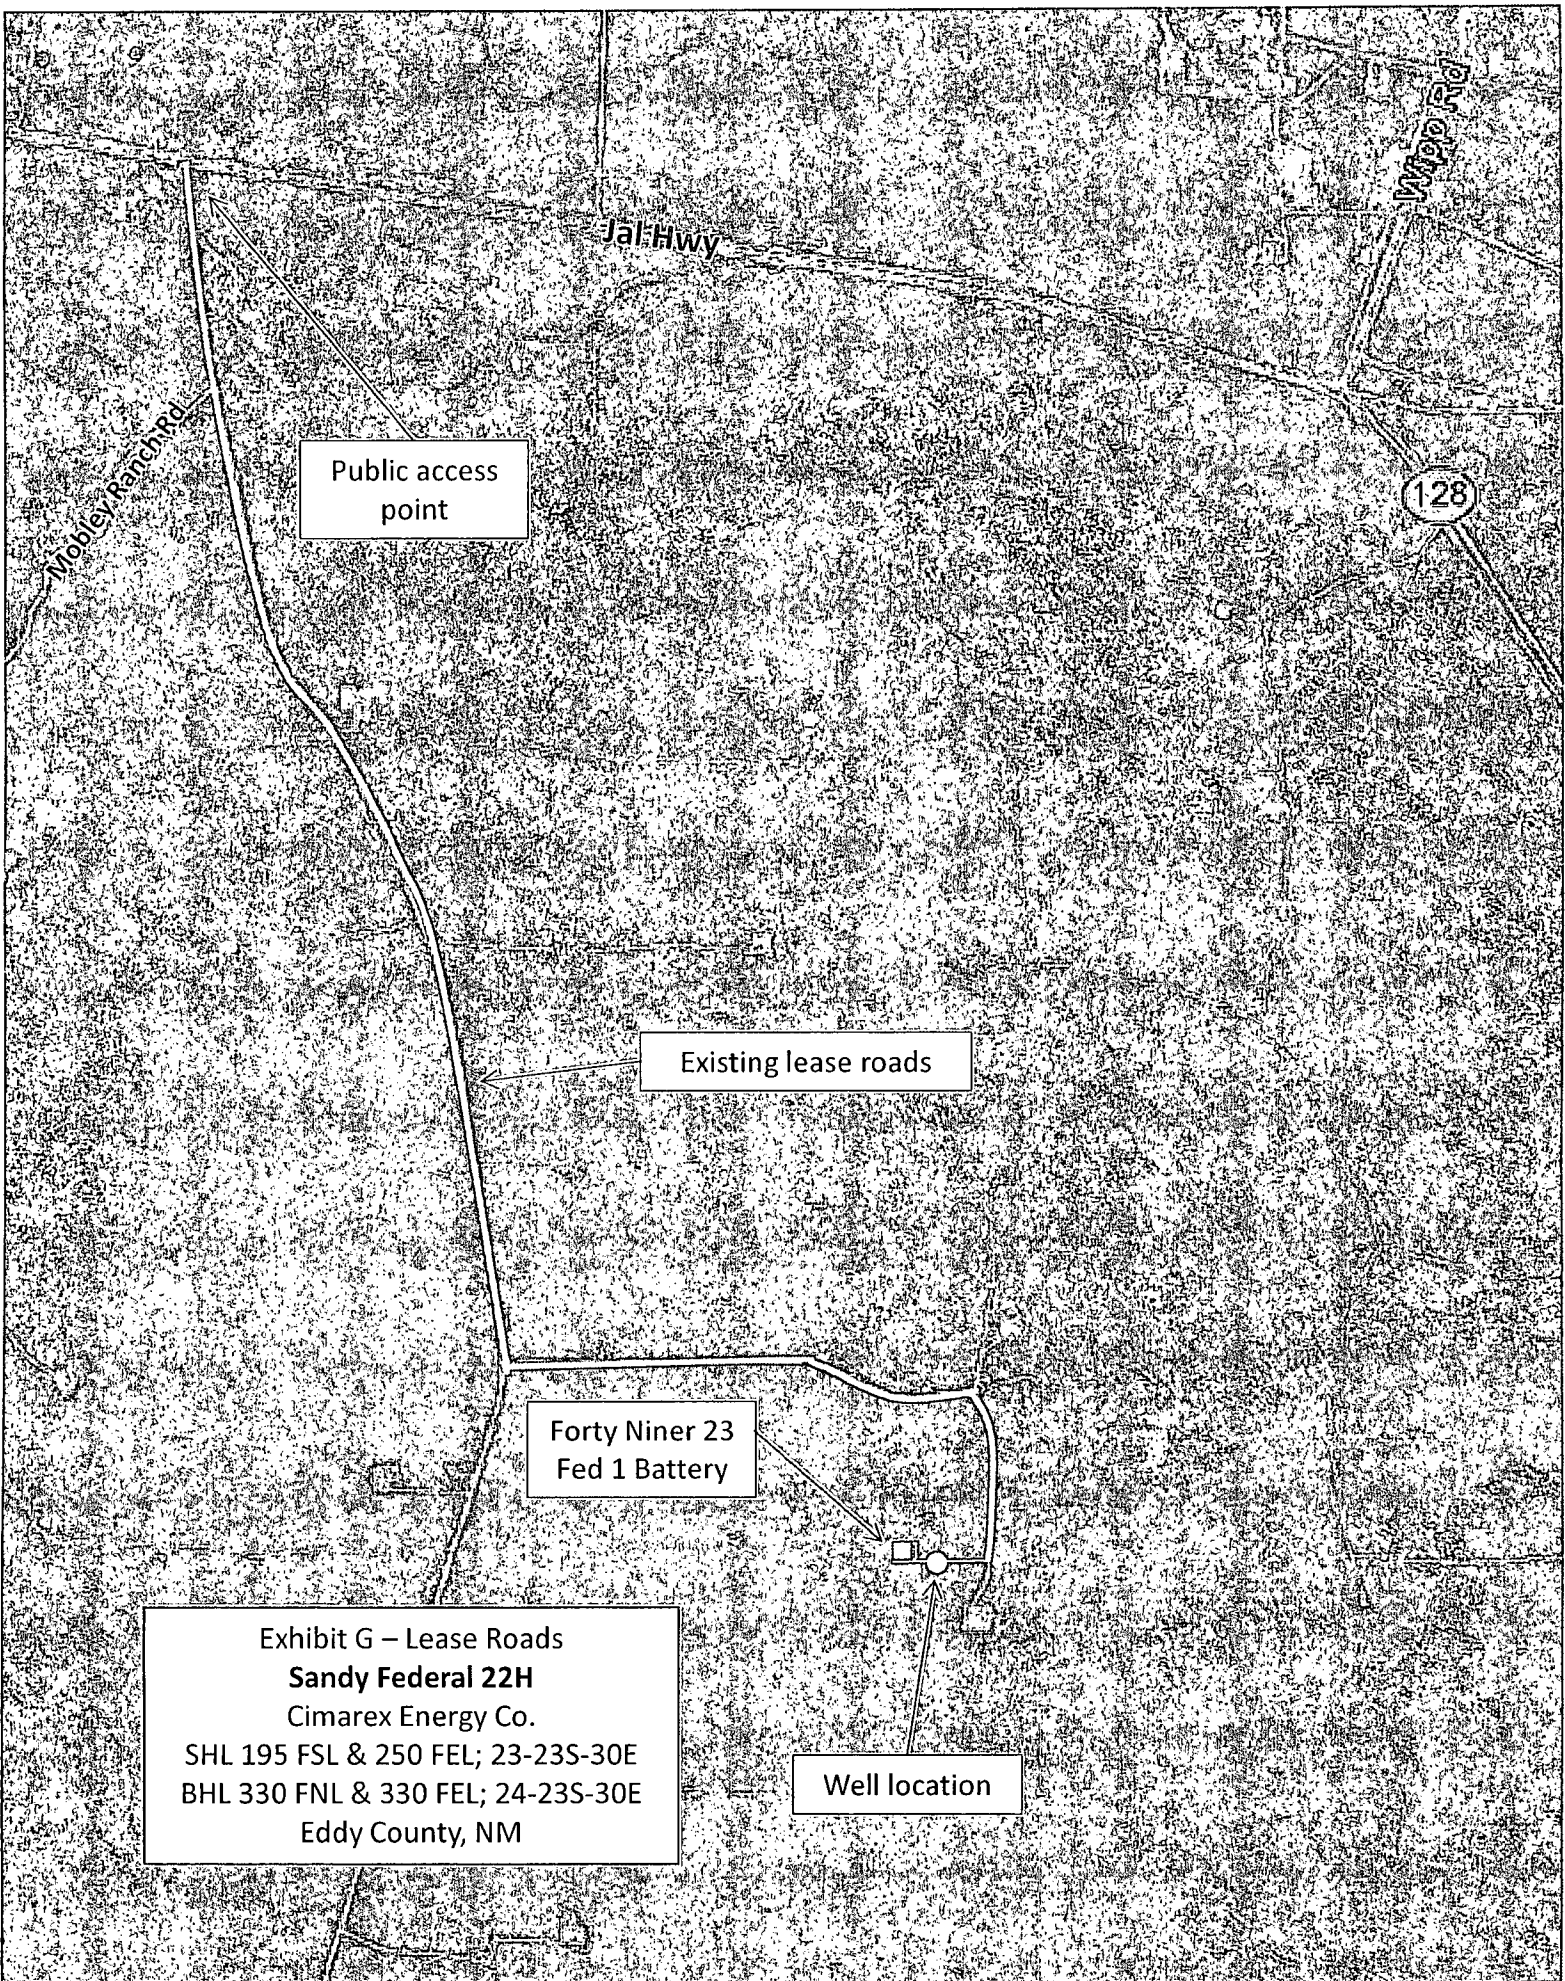 Wipp Rd
Jal Hwy
Mobley Ranch Rd
Public access
point
128
Existing lease roads
Forty Niner 23
Fed 1 Battery
Exhibit G – Lease Roads
Sandy Federal 22H
Cimarex Energy Co.
SHL 195 FSL & 250 FEL; 23-23S-30E
BHL 330 FNL & 330 FEL; 24-23S-30E
Eddy County, NM
Well location